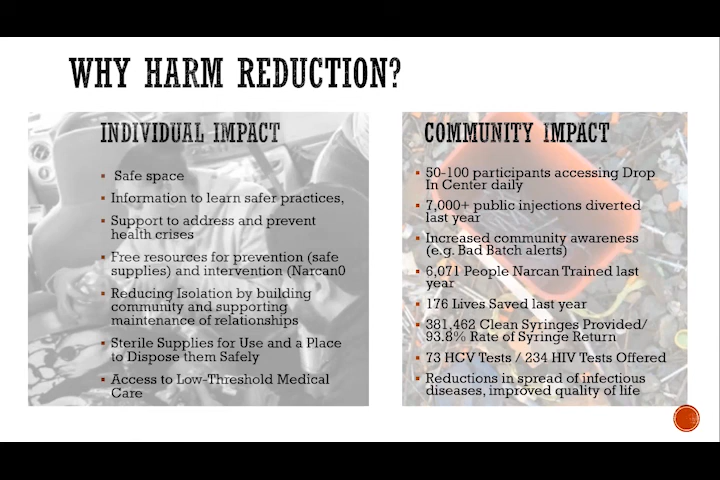 WHY HARM REDUCTION?
INDIVIDUAL IMPACT
Safe space
Information to learn safer practices,
Support to address and prevent
health crises
Free resources for prevention (safe
supplies) and intervention (Narcan0
Reducing Isolation by building
community and supporting
maintenance of relationships
Sterile Supplies for Use and a Place
to Dispose them Safely
Access to Low-Threshold Medical
Care
COMMUNITY IMPACT
50-100 participants accessing Drop
In Center daily
7,000+ public injections diverted
last year
Increased community awareness
(e.g. Bad Batch alerts)
6,071 People Narcan Trained last
year
176 Lives Saved last year
381,462 Clean Syringes Provided/
93.8% Rate of Syringe Return
73 HCV Tests / 234 HIV Tests Offered
Reductions in spread of infectious
diseases, improved quality of life